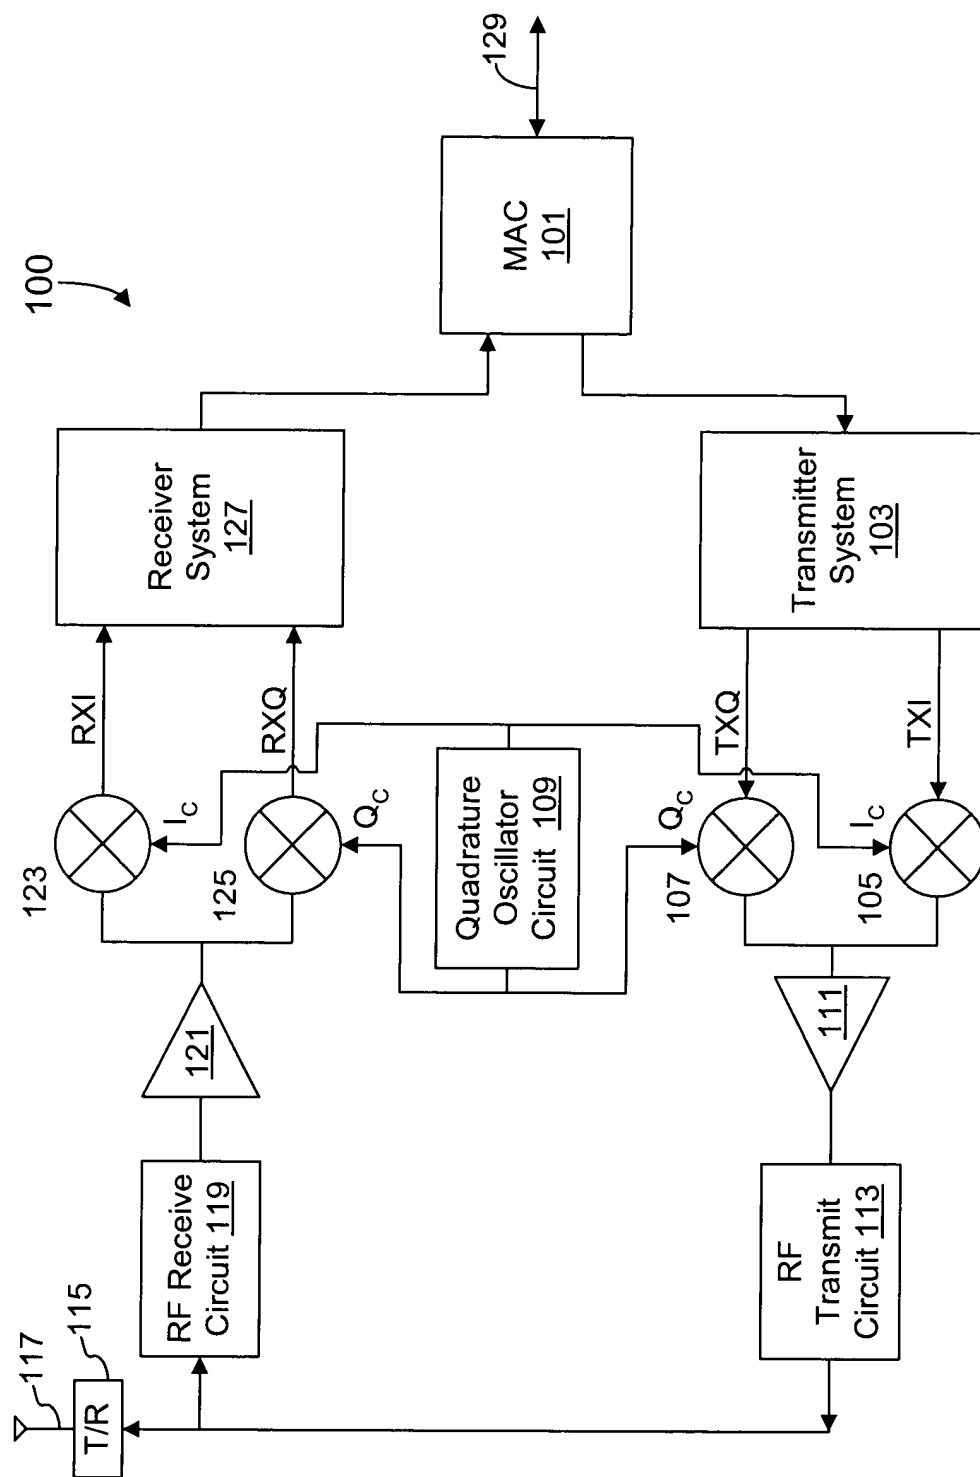 100
117
115
T/R
RF Receive
Circuit 119
121
123
125
I_C
Q_C
RXI
RXQ
Receiver
System
127
MAC
101
129
Quadrature
Oscillator
Circuit 109
Q_C
I_C
107
105
TXQ
TXI
Transmitter
System
103
111
RF
Transmit
Circuit 113